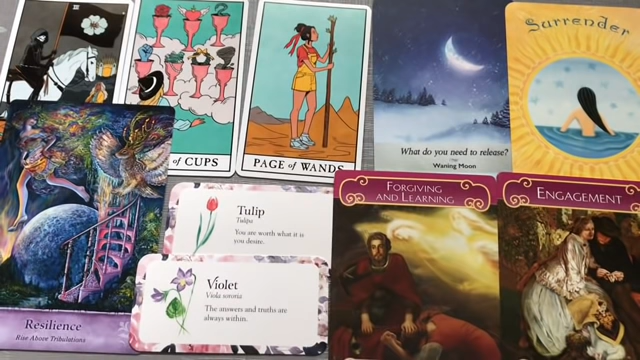 XIII
of CUPS
PAGE of WANDS
What do you need to release?
Waning Moon
Surrender
Resilience
Rise Above Tribulations
Tulip
Tulipa
You are worth what it is
you desire.
Violet
Viola sororia
The answers and truths are
always within.
FORGIVING
AND LEARNING
ENGAGEMENT